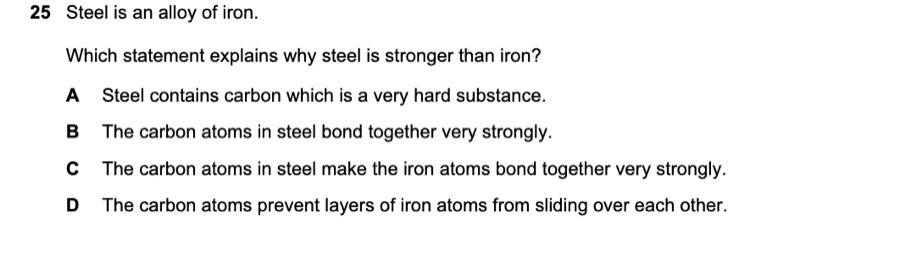 25 Steel is an alloy of iron.
Which statement explains why steel is stronger than iron?
A Steel contains carbon which is a very hard substance.
B The carbon atoms in steel bond together very strongly.
C The carbon atoms in steel make the iron atoms bond together very strongly.
D The carbon atoms prevent layers of iron atoms from sliding over each other.